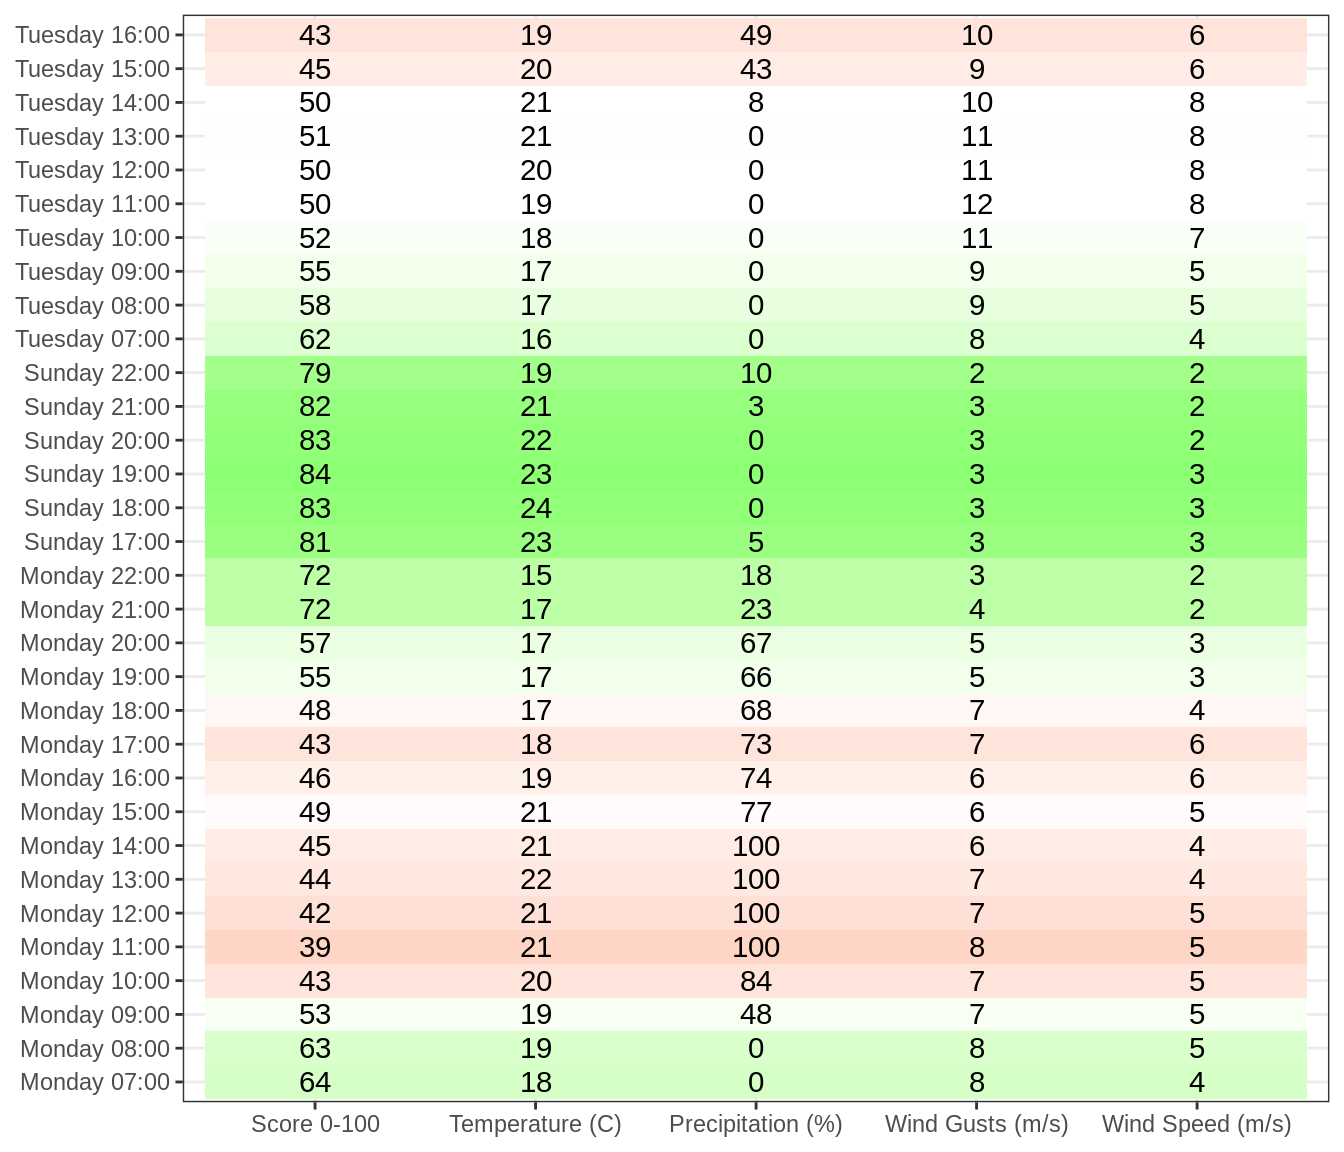 Tuesday 16:00 43 19 49 10 6
Tuesday 15:00 45 20 43 9 6
Tuesday 14:00 50 21 8 10 8
Tuesday 13:00 51 21 0 11 8
Tuesday 12:00 50 20 0 11 8
Tuesday 11:00 50 19 0 12 8
Tuesday 10:00 52 18 0 11 7
Tuesday 09:00 55 17 0 9 5
Tuesday 08:00 58 17 0 9 5
Tuesday 07:00 62 16 0 8 4
Sunday 22:00 79 19 10 2 2
Sunday 21:00 82 21 3 3 2
Sunday 20:00 83 22 0 3 2
Sunday 19:00 84 23 0 3 3
Sunday 18:00 83 24 0 3 3
Sunday 17:00 81 23 5 3 3
Monday 22:00 72 15 18 3 2
Monday 21:00 72 17 23 4 2
Monday 20:00 57 17 67 5 3
Monday 19:00 55 17 66 5 3
Monday 18:00 48 17 68 7 4
Monday 17:00 43 18 73 7 6
Monday 16:00 46 19 74 6 6
Monday 15:00 49 21 77 6 5
Monday 14:00 45 21 100 6 4
Monday 13:00 44 22 100 7 4
Monday 12:00 42 21 100 7 5
Monday 11:00 39 21 100 8 5
Monday 10:00 43 20 84 7 5
Monday 09:00 53 19 48 7 5
Monday 08:00 63 19 0 8 5
Monday 07:00 64 18 0 8 4
Score 0-100 Temperature (C) Precipitation (%) Wind Gusts (m/s) Wind Speed (m/s)